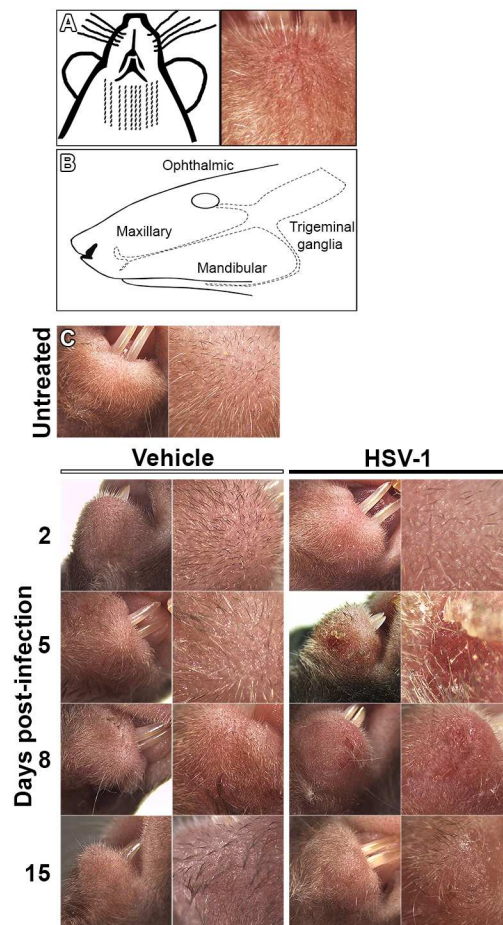 A
B
Ophthalmic
Maxillary
Trigeminal
ganglia
Mandibular
C
Untreated
Vehicle
HSV-1
Days post-infection
2
5
8
15